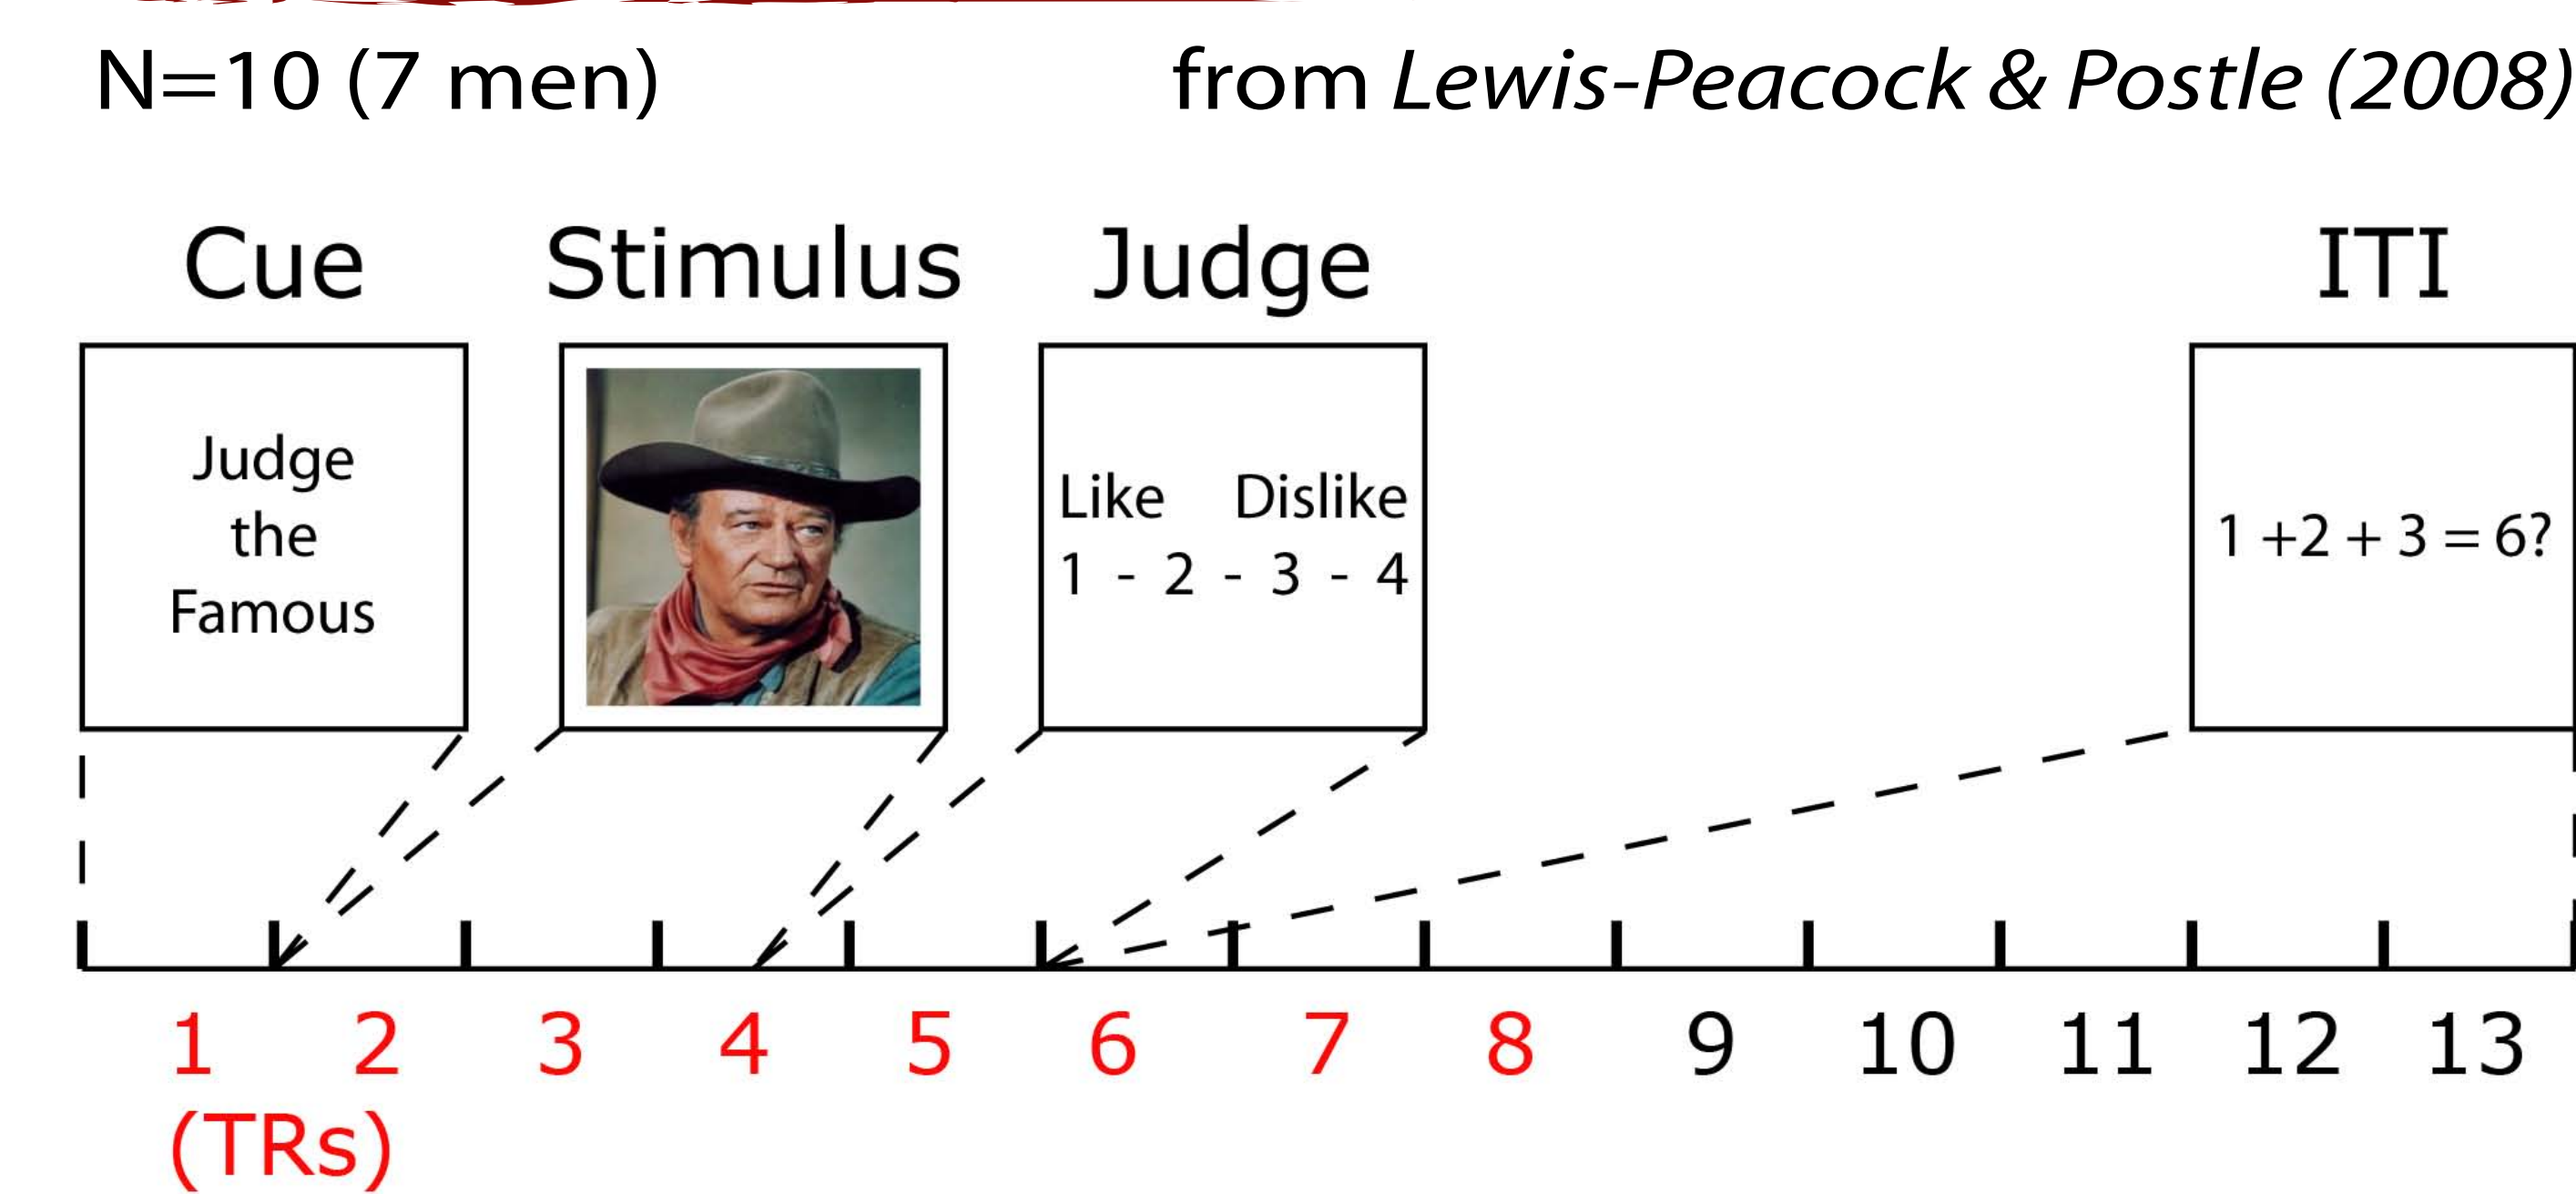 N=10 (7 men)
from Lewis-Peacock & Postle (2008)
Cue
Stimulus
Judge
ITI
Judge
the
Famous
Like Dislike
1 - 2 - 3 - 4
1 +2 + 3 = 6?
1 2 3 4 5 6 7 8 9 10 11 12 13
(TRs)